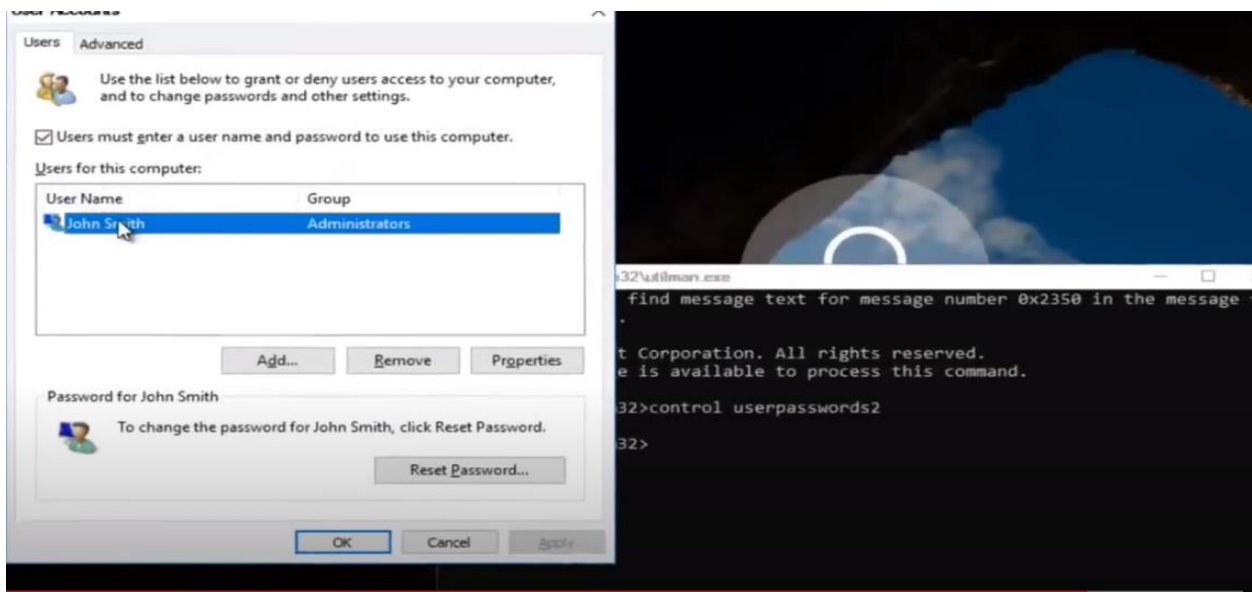 User Accounts
Users Advanced
Use the list below to grant or deny users access to your computer,
and to change passwords and other settings.
Users must enter a user name and password to use this computer.
Users for this computer:
User Name Group
John Smith Administrators
Add... Remove Properties
Password for John Smith
To change the password for John Smith, click Reset Password.
Reset Password...
OK Cancel Apply
32\utilman.exe
find message text for message number 0x2350 in the message
.
t Corporation. All rights reserved.
e is available to process this command.
32>control userpasswords2
32>